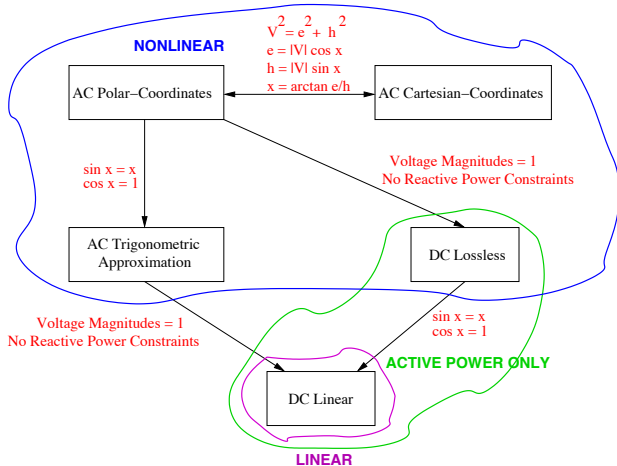 NONLINEAR
V² = e² + h²
e = |V| cos x
h = |V| sin x
x = arctan e/h
AC Polar–Coordinates
AC Cartesian–Coordinates
sin x = x
cos x = 1
Voltage Magnitudes = 1
No Reactive Power Constraints
AC Trigonometric
Approximation
DC Lossless
Voltage Magnitudes = 1
No Reactive Power Constraints
sin x = x
cos x = 1
ACTIVE POWER ONLY
DC Linear
LINEAR